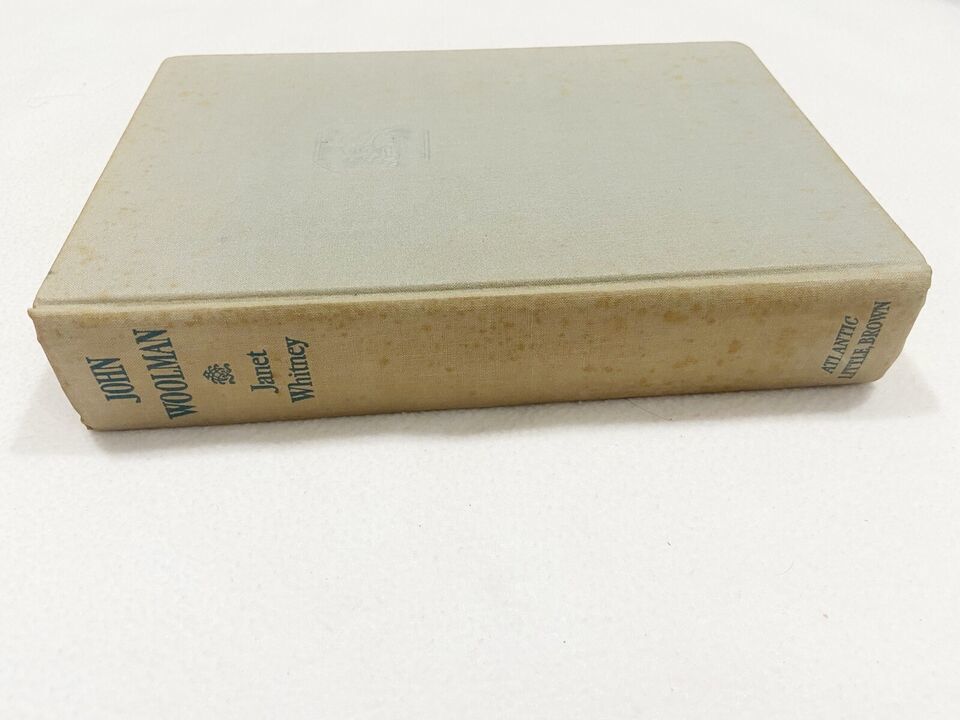 JOHN
WOOLMAN
Janet
Whitney
ATLANTIC
LITTLE, BROWN